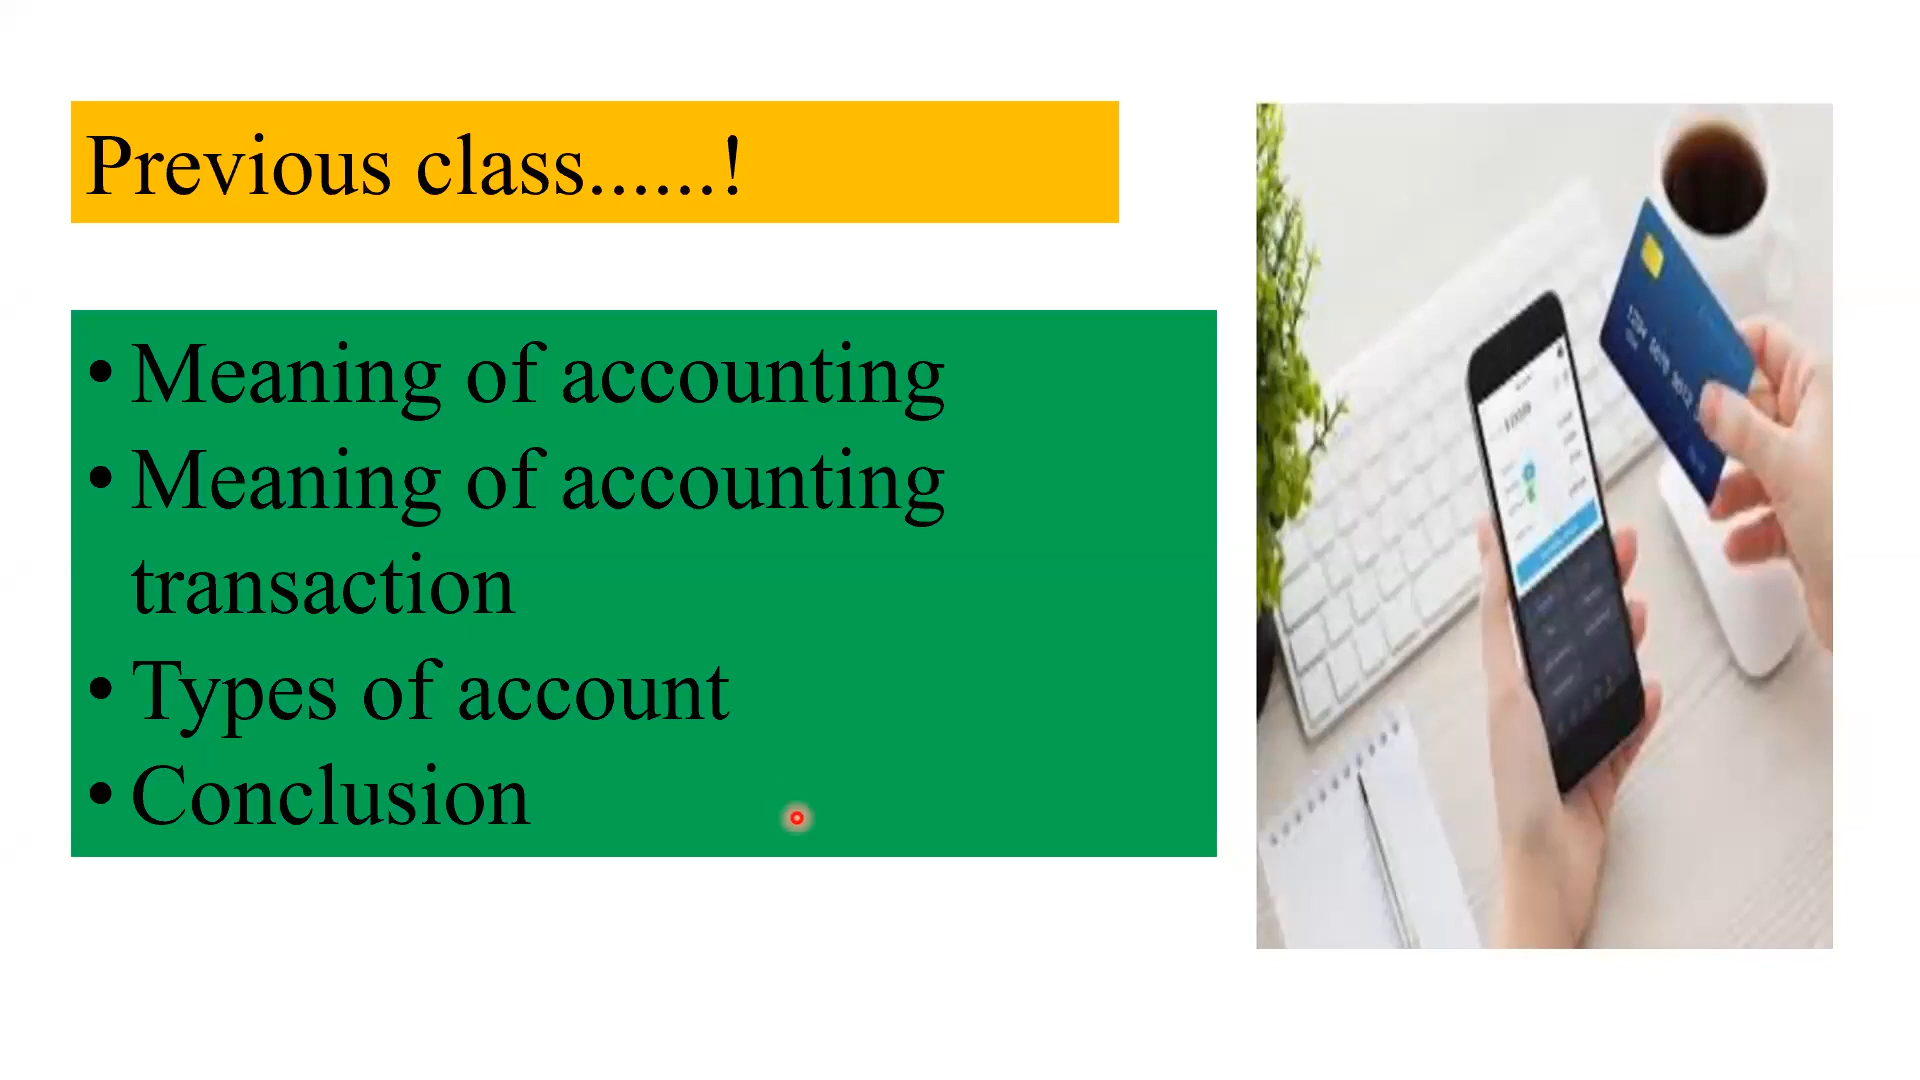 Previous class......!
• Meaning of accounting
• Meaning of accounting
transaction
• Types of account
• Conclusion